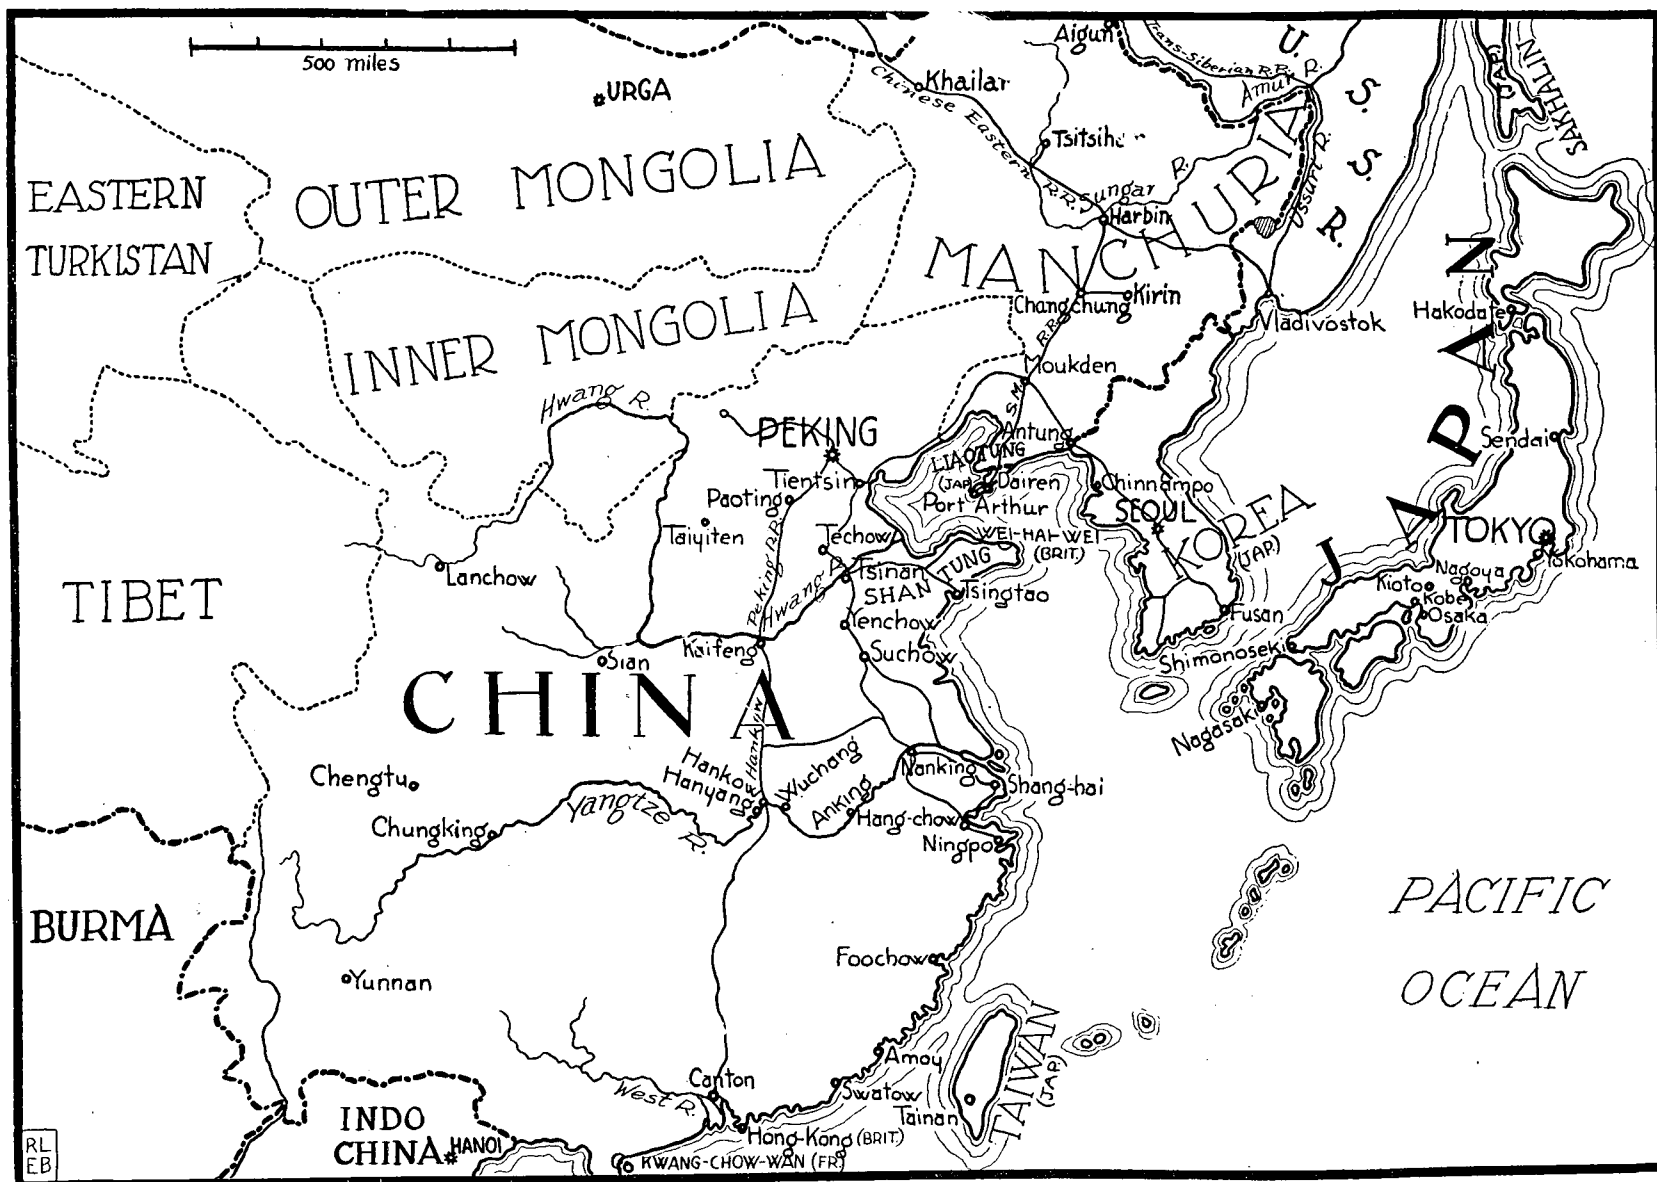 500 miles
URGA
Aigun
Trans-Siberian R.R.
Amur R.
U. S. S. R.
(JAP.)
SAKHALIN
Khailar
Chinese Eastern R.R.
Sungar R.
Ussuri R.
Harbin
EASTERN
TURKISTAN
OUTER MONGOLIA
INNER MONGOLIA
MANCHURIA
Changchung
Kirin
Vladivostok
Hakodate
JAPAN
S.M. R.R.
Moukden
Hwang R.
PEKING
Antung
LIAOTUNG
(JAP.)
Dairen
Port Arthur
Tientsin
Paoting
Taiyiten
Peking R.R.
Techow
Chinnampo
SEOUL
KOREA
(JAP.)
WEI-HAI-WEI
(BRIT.)
Sendai
TOKYO
Yokohama
Nagoya
Kioto
Kobe
Osaka
Lanchow
Hwang R.
Tsinan
SHAN TUNG
Tsingtao
Yenchow
Fusan
Shimonoseki
Nagasaki
TIBET
Kaifeng
Sian
Suchow
CHINA
Hankow
Hankow
Hanyang
Wuchang
Anking
Nanking
Shang-hai
Hang-chow
Ningpo
Chengtu
Chungking
Yangtze R.
BURMA
Yunnan
Foochow
PACIFIC
OCEAN
Amoy
Swatow
TAIWAN
(JAP.)
Tainan
Canton
West R.
Hong-Kong (BRIT.)
KWANG-CHOW-WAN (FR.)
INDO
CHINA
HANOI
RL
EB